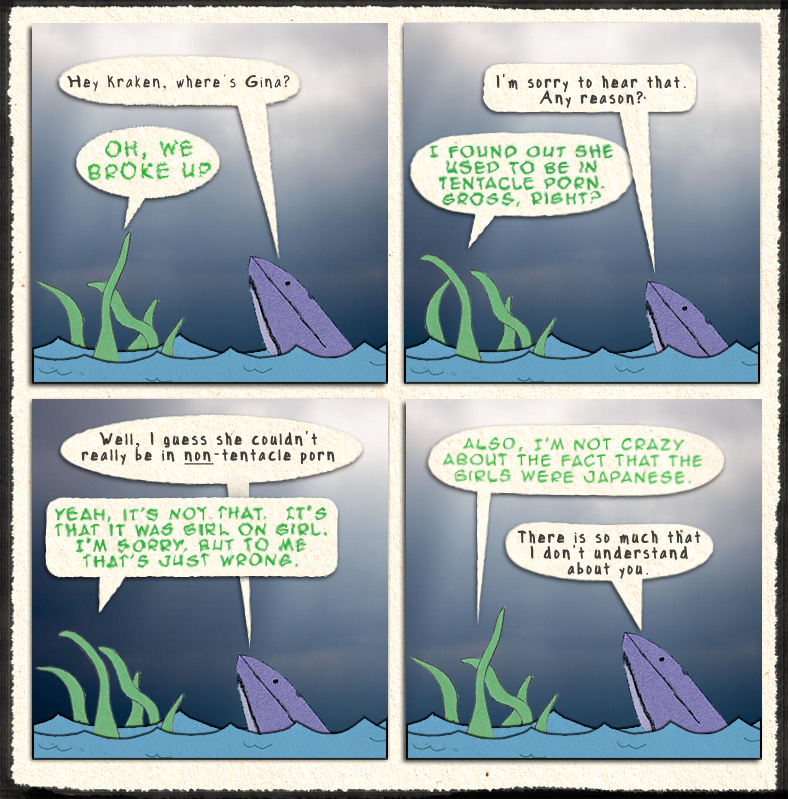 Hey Kraken, where's Gina?
OH, WE
BROKE UP
I'm sorry to hear that.
Any reason?
I FOUND OUT SHE
USED TO BE IN
TENTACLE PORN.
GROSS, RIGHT?
Well, I guess she couldn't
really be in non-tentacle porn
YEAH, IT'S NOT THAT. IT'S
THAT IT WAS GIRL ON GIRL.
I'M SORRY, BUT TO ME
THAT'S JUST WRONG.
ALSO, I'M NOT CRAZY
ABOUT THE FACT THAT THE
GIRLS WERE JAPANESE.
There is so much that
I don't understand
about you.